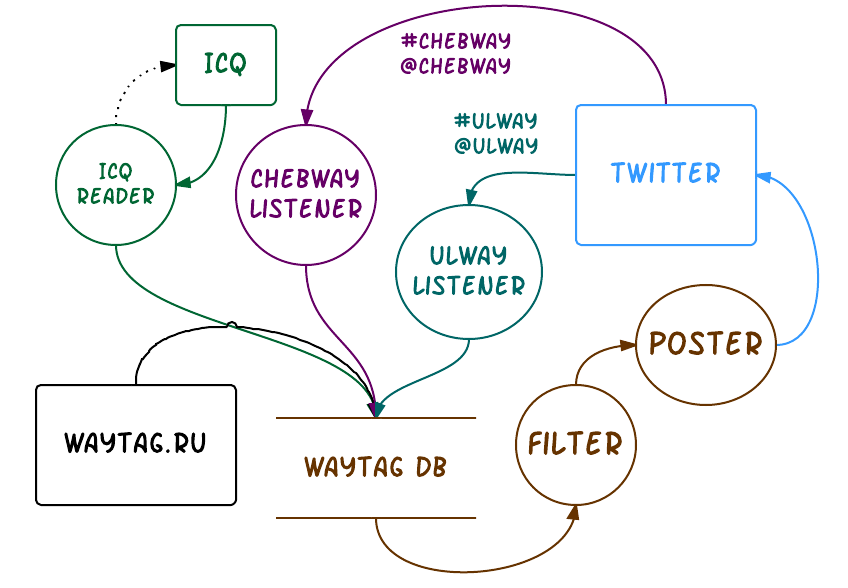 #CHEBWAY
@CHEBWAY
ICQ
#ULWAY
@ULWAY
TWITTER
ICQ
READER
CHEBWAY
LISTENER
ULWAY
LISTENER
POSTER
WAYTAG.RU
FILTER
WAYTAG DB